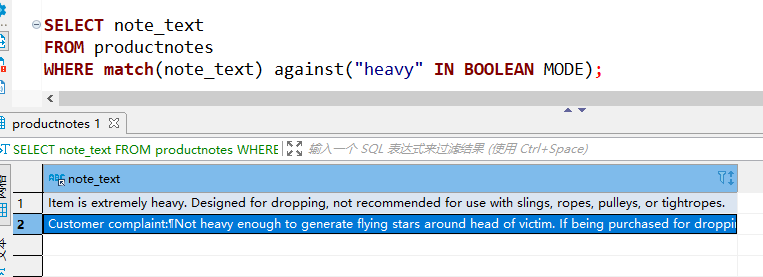 SELECT note_text
FROM productnotes
WHERE match(note_text) against("heavy" IN BOOLEAN MODE);
productnotes 1
SELECT note_text FROM productnotes WHERE
输入一个 SQL 表达式来过滤结果 (使用 Ctrl+Space)
ABC note_text
1 Item is extremely heavy. Designed for dropping, not recommended for use with slings, ropes, pulleys, or tightropes.
2 Customer complaint:¶Not heavy enough to generate flying stars around head of victim. If being purchased for droppi